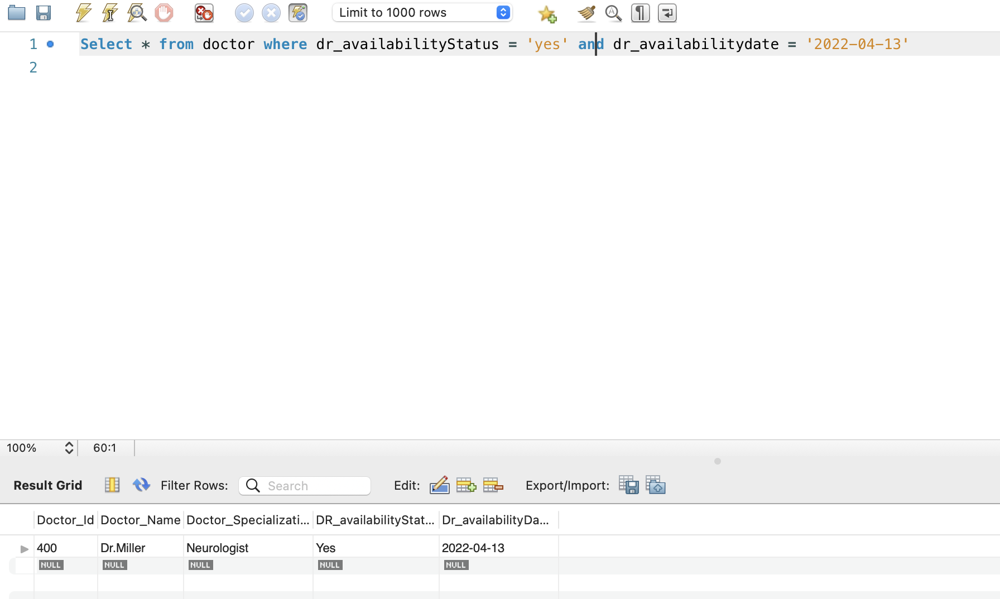 Limit to 1000 rows
1 Select * from doctor where dr_availabilityStatus = 'yes' and dr_availabilitydate = '2022-04-13'
2
100% 60:1
Result Grid Filter Rows: Search Edit: Export/Import:
Doctor_Id Doctor_Name Doctor_Specializati... DR_availabilityStat... Dr_availabilityDa...
400 Dr.Miller Neurologist Yes 2022-04-13
NULL NULL NULL NULL NULL